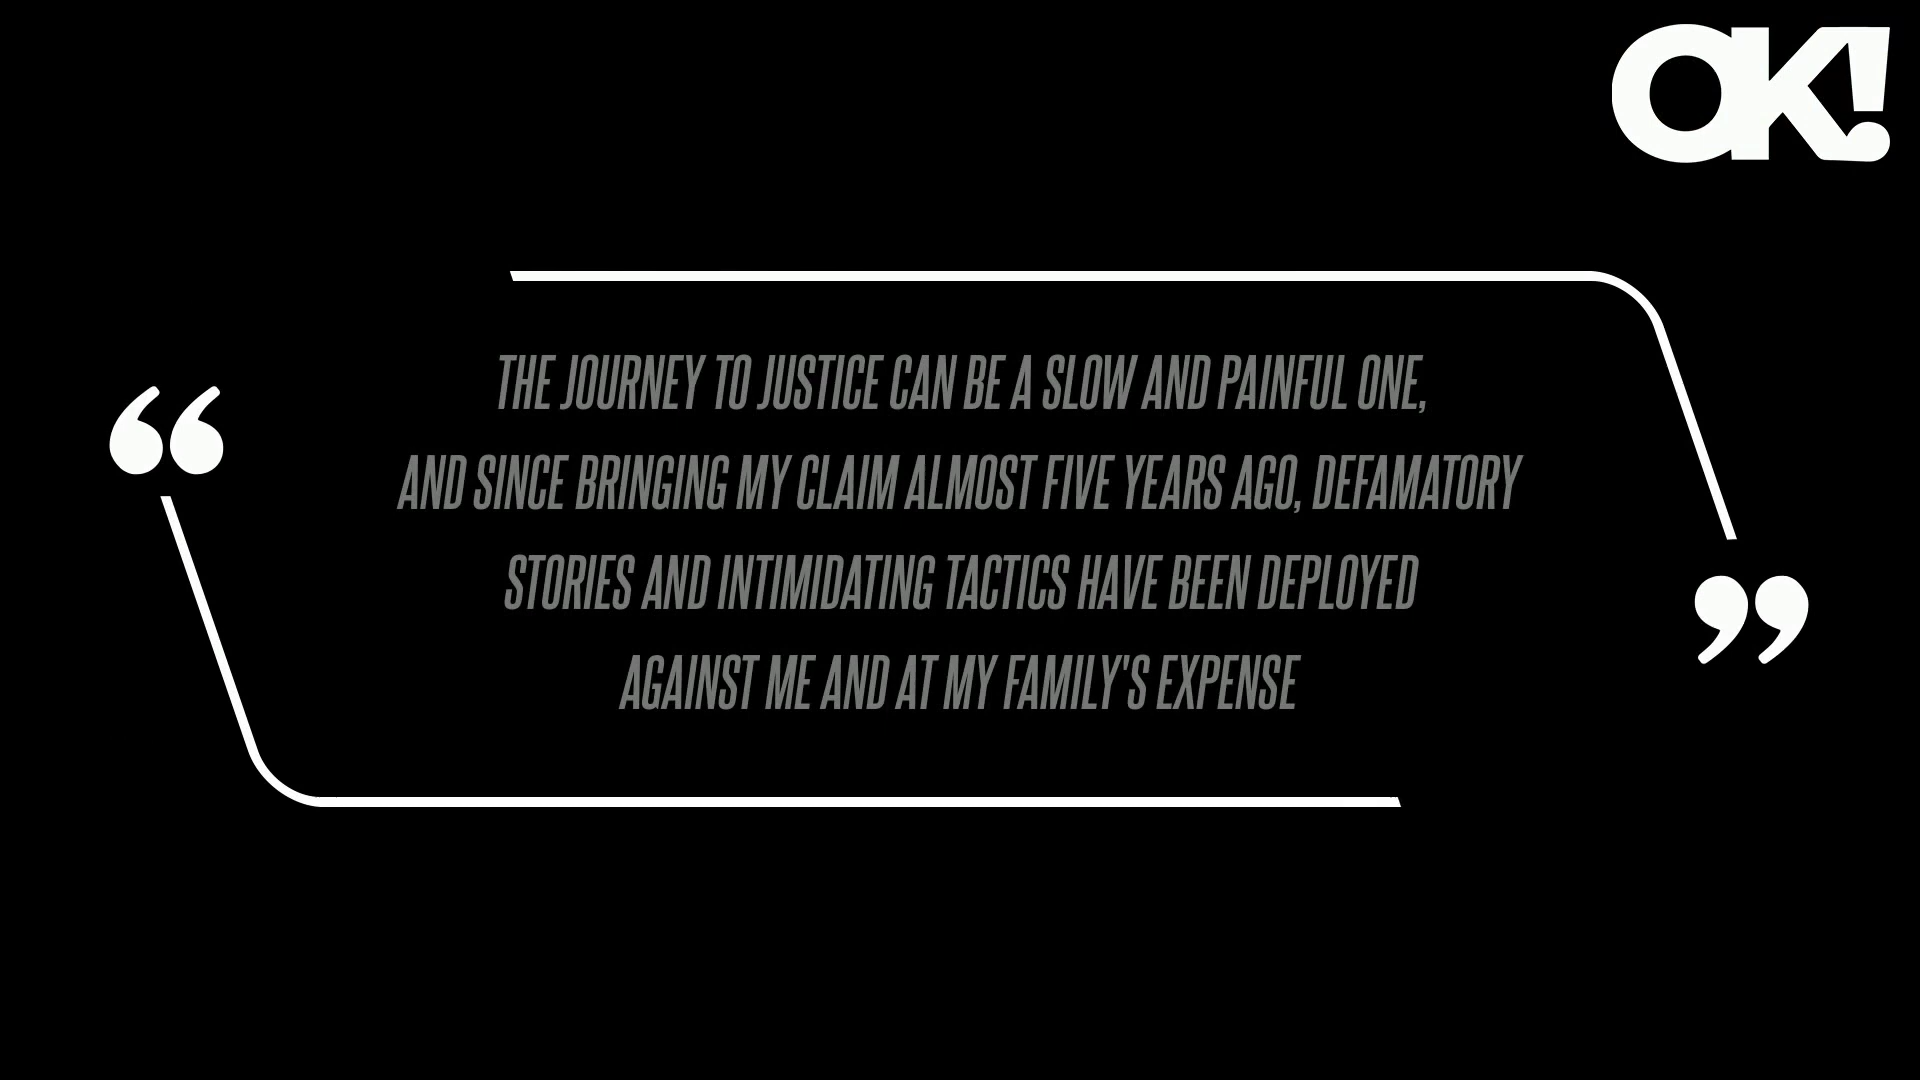 OK!
THE JOURNEY TO JUSTICE CAN BE A SLOW AND PAINFUL ONE,
AND SINCE BRINGING MY CLAIM ALMOST FIVE YEARS AGO, DEFAMATORY
STORIES AND INTIMIDATING TACTICS HAVE BEEN DEPLOYED
AGAINST ME AND AT MY FAMILY'S EXPENSE